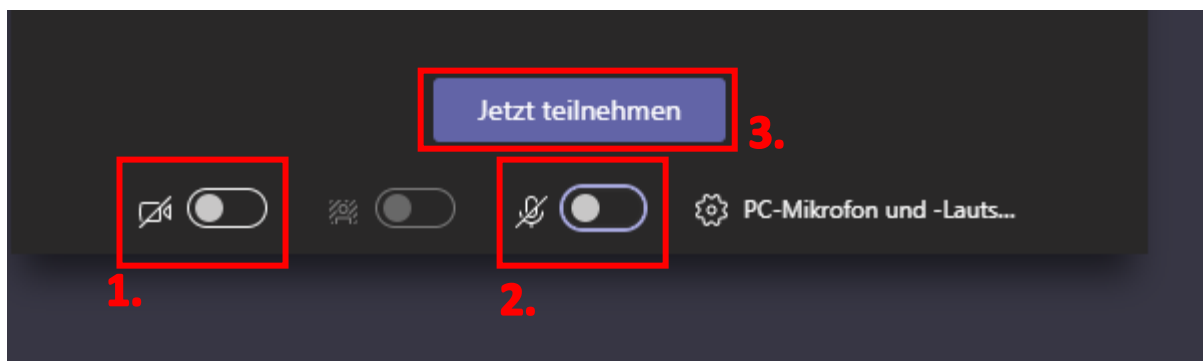 Jetzt teilnehmen
3.
PC-Mikrofon und -Lauts...
1.
2.